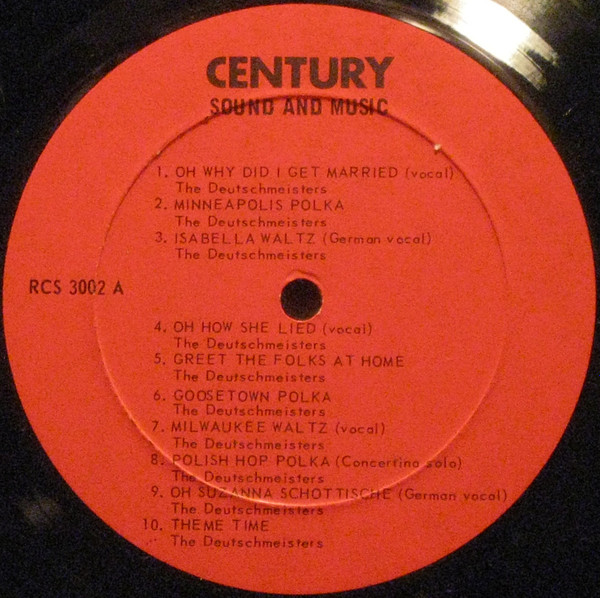 CENTURY
SOUND AND MUSIC
1. OH WHY DID I GET MARRIED (vocal)
The Deutschmeisters
2. MINNEAPOLIS POLKA
The Deutschmeisters
3. ISABELLA WALTZ (German vocal)
The Deutschmeisters
RCS 3002 A
4. OH HOW SHE LIED (vocal)
The Deutschmeisters
5. GREET THE FOLKS AT HOME
The Deutschmeisters
6. GOOSETOWN POLKA
The Deutschmeisters
7. MILWAUKEE WALTZ (vocal)
The Deutschmeisters
8. POLISH HOP POLKA (Concertina solo)
The Deutschmeisters
9. OH SUZANNA SCHOTTISCHE (German vocal)
The Deutschmeisters
10. THEME TIME
The Deutschmeisters